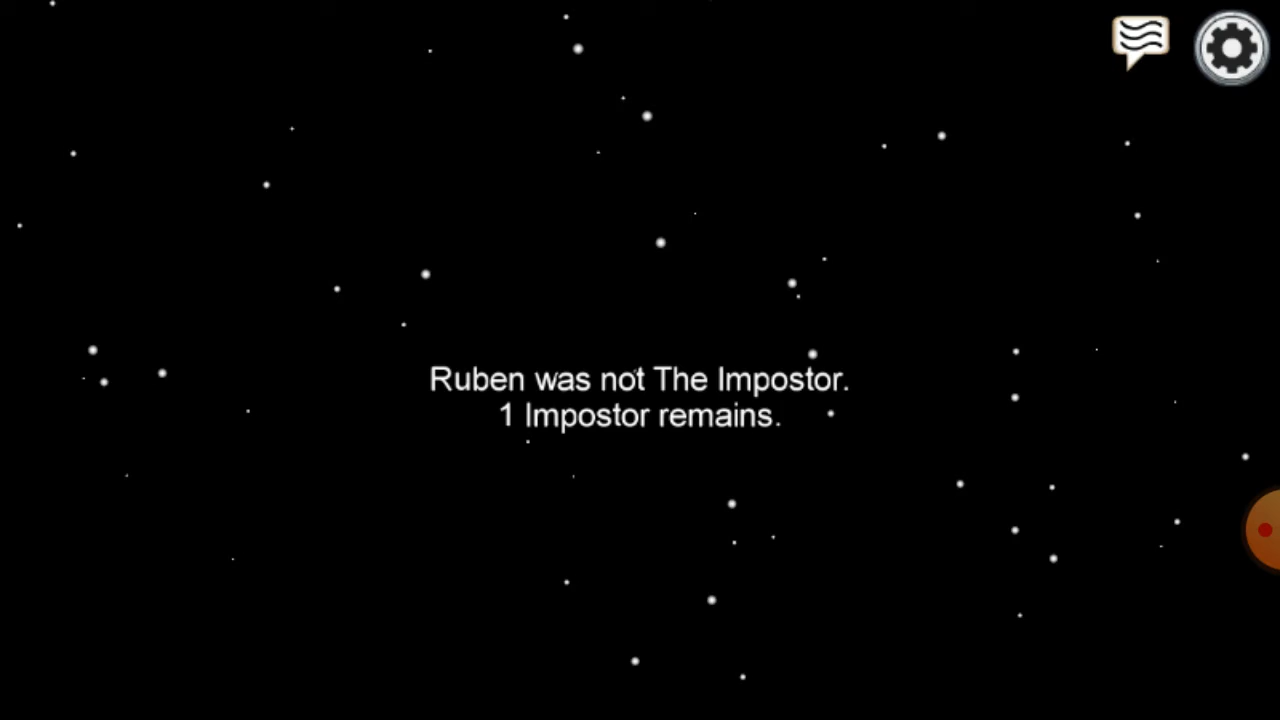 Ruben was not The Impostor.
1 Impostor remains.